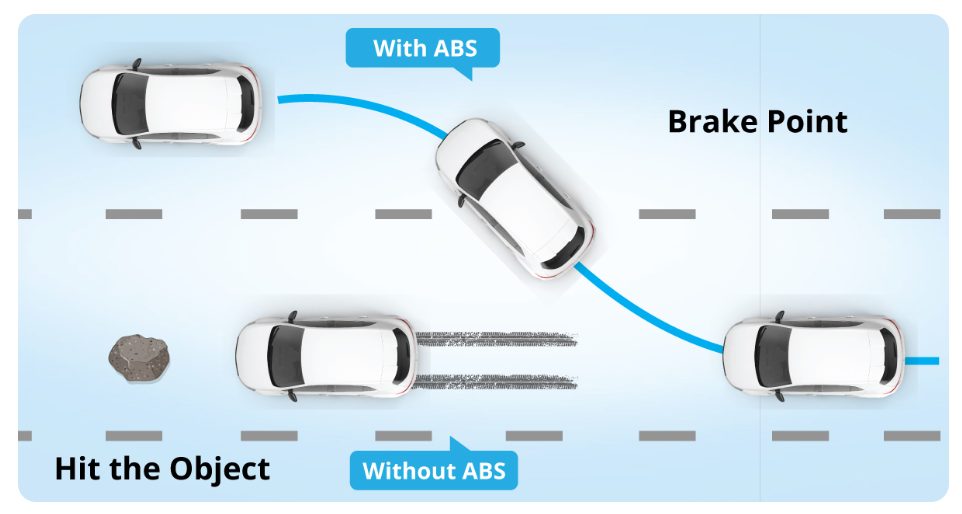 With ABS
Brake Point
Hit the Object
Without ABS